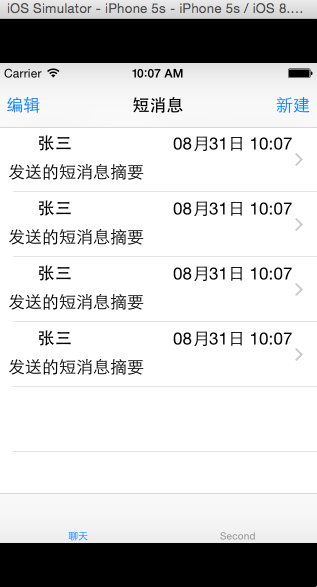 iOS Simulator - iPhone 5s - iPhone 5s / iOS 8....
Carrier 10:07 AM
编辑 短消息 新建
张三 08月31日 10:07
发送的短消息摘要
张三 08月31日 10:07
发送的短消息摘要
张三 08月31日 10:07
发送的短消息摘要
张三 08月31日 10:07
发送的短消息摘要
聊天 Second